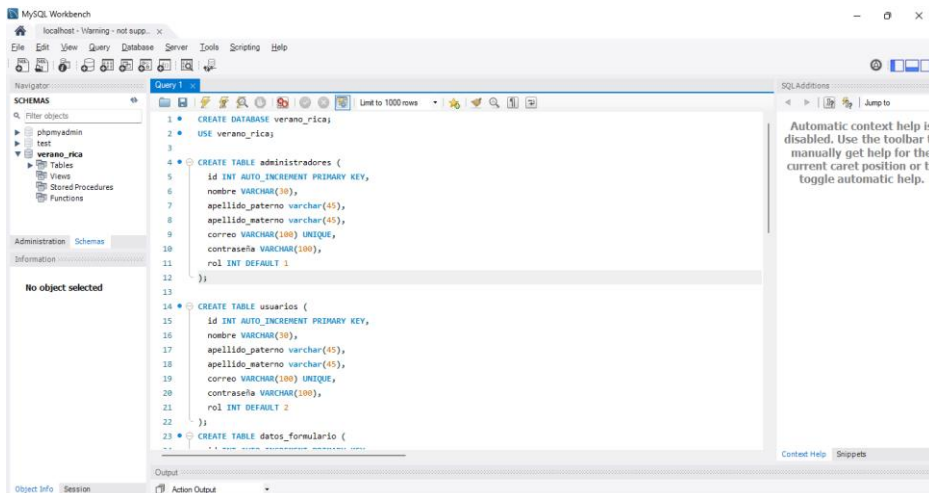 MySQL Workbench
localhost - Warning - not supp...
File Edit View Query Database Server Tools Scripting Help
Navigator
SCHEMAS
Filter objects
phpmyadmin
test
verano_rica
Tables
Views
Stored Procedures
Functions
Administration Schemas
Information
No object selected
Object Info Session
Query 1
Limit to 1000 rows
1 CREATE DATABASE verano_rica;
2 USE verano_rica;
3
4 CREATE TABLE administradores (
5 id INT AUTO_INCREMENT PRIMARY KEY,
6 nombre VARCHAR(30),
7 apellido_paterno varchar(45),
8 apellido_materno varchar(45),
9 correo VARCHAR(100) UNIQUE,
10 contraseña VARCHAR(100),
11 rol INT DEFAULT 1
12 );
13
14 CREATE TABLE usuarios (
15 id INT AUTO_INCREMENT PRIMARY KEY,
16 nombre VARCHAR(30),
17 apellido_paterno varchar(45),
18 apellido_materno varchar(45),
19 correo VARCHAR(100) UNIQUE,
20 contraseña VARCHAR(100),
21 rol INT DEFAULT 2
22 );
23 CREATE TABLE datos_formulario (
Output
Action Output
SQLAdditions
Jump to
Automatic context help is
disabled. Use the toolbar
manually get help for the
current caret position or
toggle automatic help.
Context Help Snippets